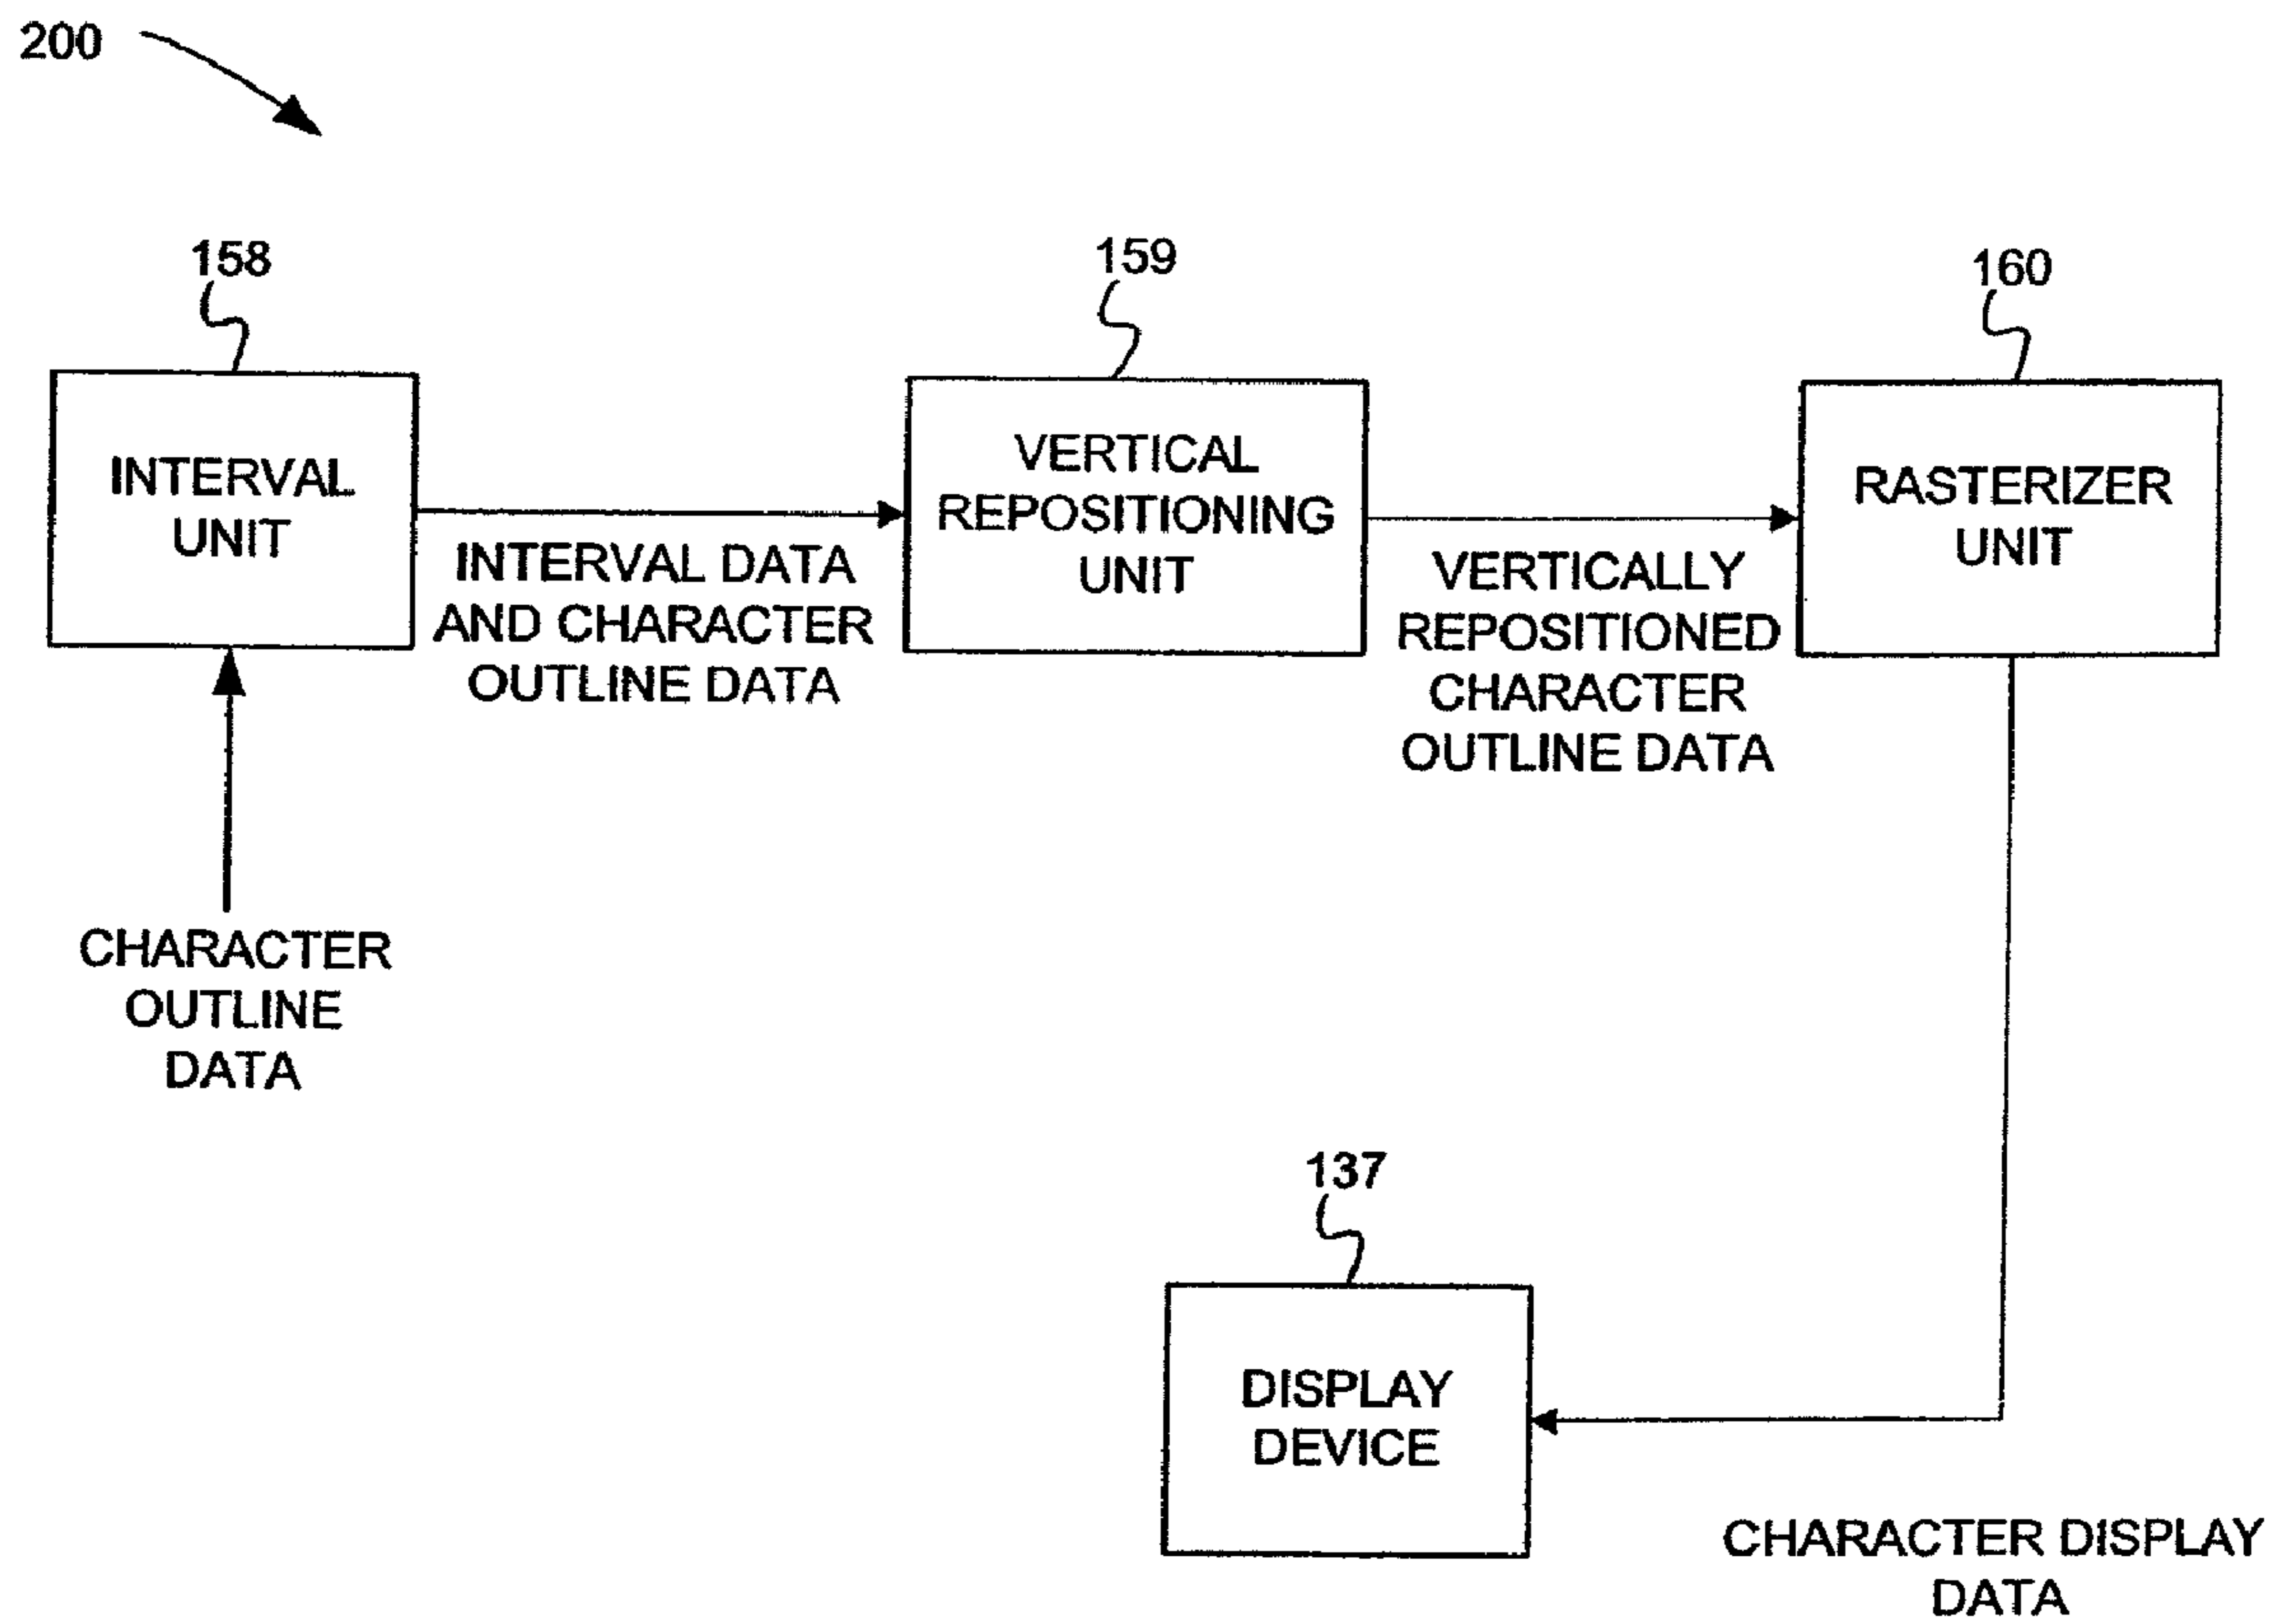 200
158
INTERVAL
UNIT
INTERVAL DATA
AND CHARACTER
OUTLINE DATA
159
VERTICAL
REPOSITIONING
UNIT
VERTICALLY
REPOSITIONED
CHARACTER
OUTLINE DATA
160
RASTERIZER
UNIT
CHARACTER
OUTLINE
DATA
137
DISPLAY
DEVICE
CHARACTER DISPLAY
DATA